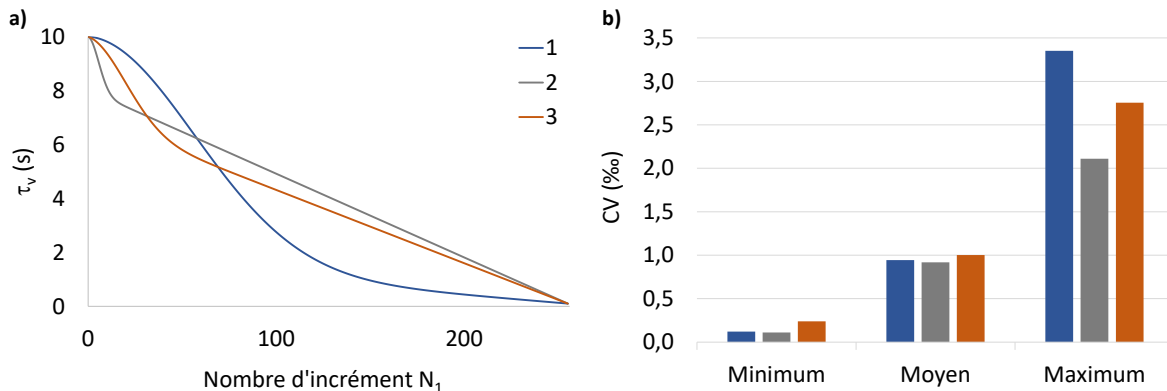 a)
10
8
6
4
2
0
τv (s)
0 100 200
Nombre d'incrément N1
1
2
3
b)
3,5
3,0
2,5
2,0
1,5
1,0
0,5
0,0
CV (‰)
Minimum Moyen Maximum